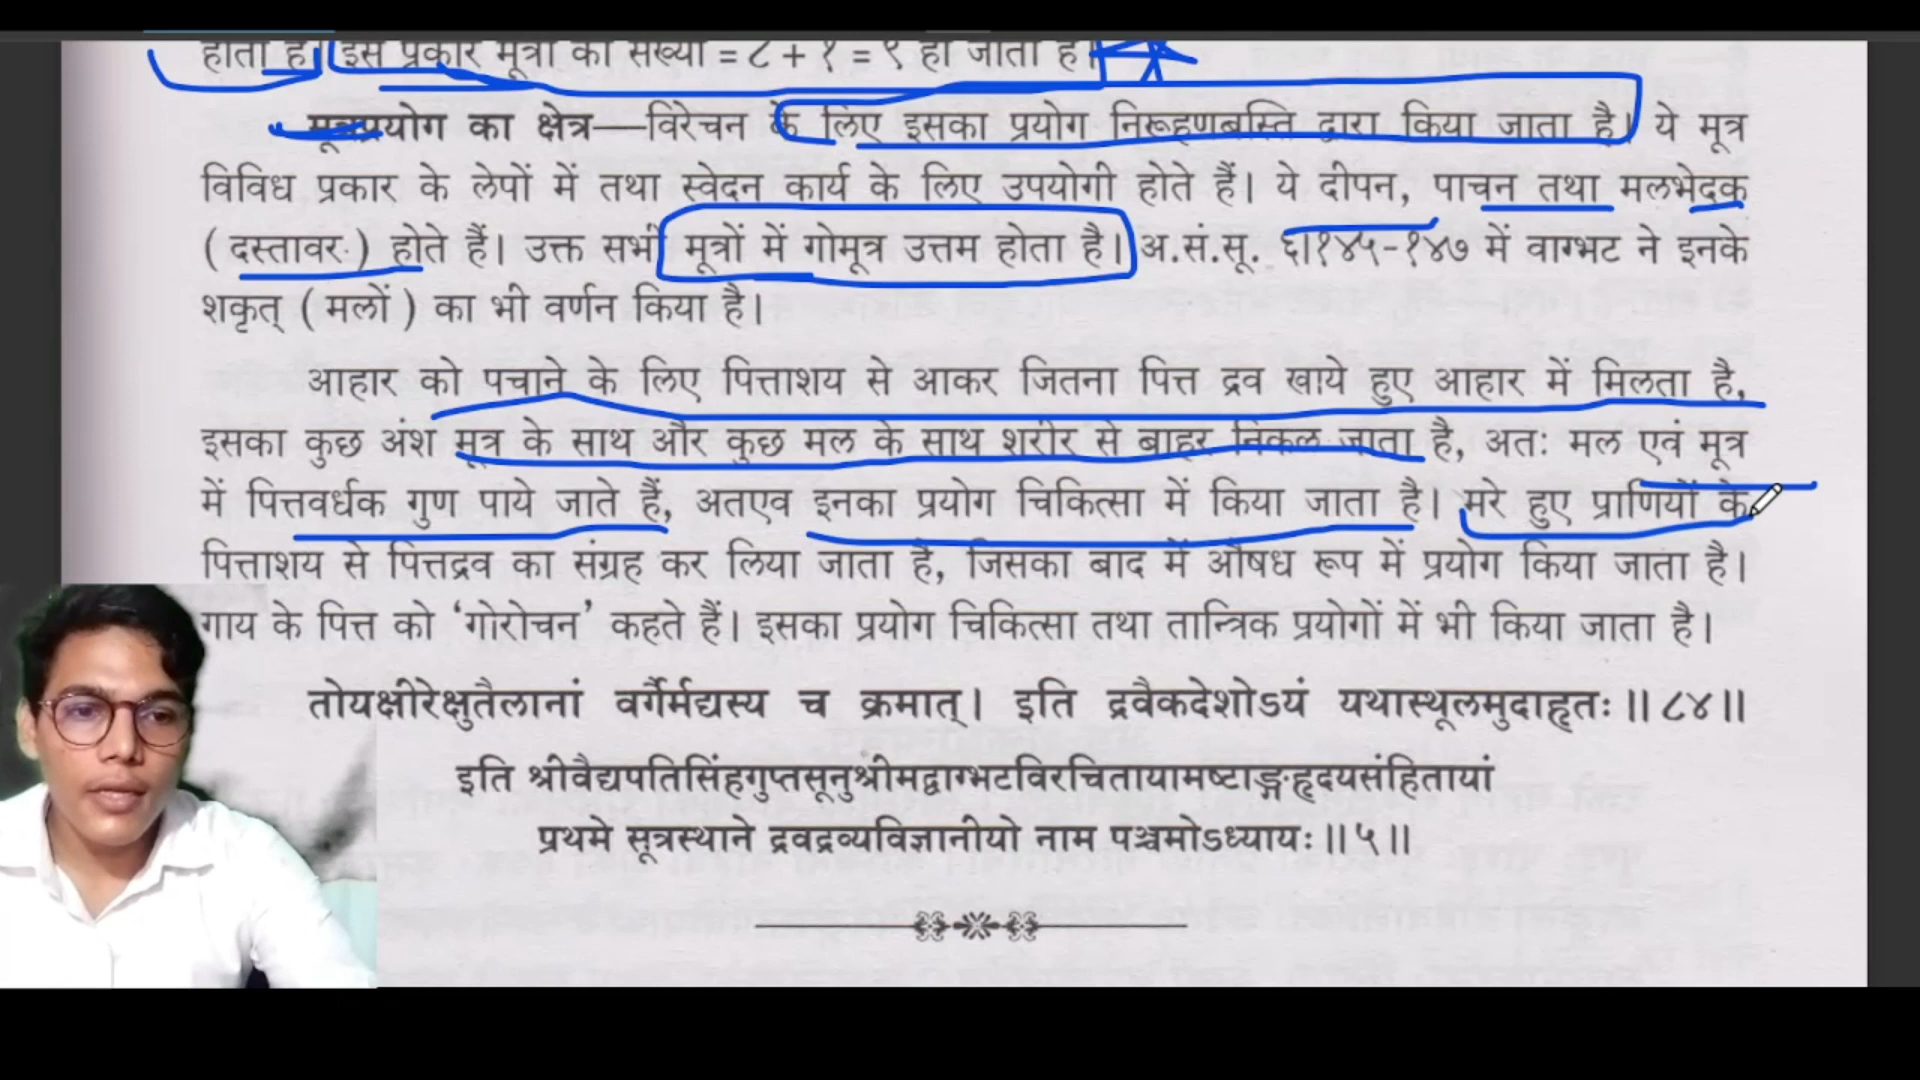 होता है। इस प्रकार मूत्रों की संख्या = ८ + १ = ९ हो जाती है।
मूत्रप्रयोग का क्षेत्र—विरेचन के लिए इसका प्रयोग निरूहणबस्ति द्वारा किया जाता है। ये मूत्र
विविध प्रकार के लेपों में तथा स्वेदन कार्य के लिए उपयोगी होते हैं। ये दीपन, पाचन तथा मलभेदक
( दस्तावर ) होते हैं। उक्त सभी मूत्रों में गोमूत्र उत्तम होता है। अ.सं.सू. ६।१४५-१४७ में वाग्भट ने इनके
शकृत् ( मलों ) का भी वर्णन किया है।
आहार को पचाने के लिए पित्ताशय से आकर जितना पित्त द्रव खाये हुए आहार में मिलता है,
इसका कुछ अंश मूत्र के साथ और कुछ मल के साथ शरीर से बाहर निकल जाता है, अतः मल एवं मूत्र
में पित्तवर्धक गुण पाये जाते हैं, अतएव इनका प्रयोग चिकित्सा में किया जाता है। मरे हुए प्राणियों के
पित्ताशय से पित्तद्रव का संग्रह कर लिया जाता है, जिसका बाद में औषध रूप में प्रयोग किया जाता है।
गाय के पित्त को ‘गोरोचन’ कहते हैं। इसका प्रयोग चिकित्सा तथा तान्त्रिक प्रयोगों में भी किया जाता है।
तोयक्षीरेक्षुतैलानां वर्गैर्मद्यस्य च क्रमात्। इति द्रवैकदेशोऽयं यथास्थूलमुदाहृतः॥ ८४॥
इति श्रीवैद्यपतिसिंहगुप्तसूनुश्रीमद्वाग्भटविरचितायामष्टाङ्गहृदयसंहितायां
प्रथमे सूत्रस्थाने द्रवद्रव्यविज्ञानीयो नाम पञ्चमोऽध्यायः॥ ५॥